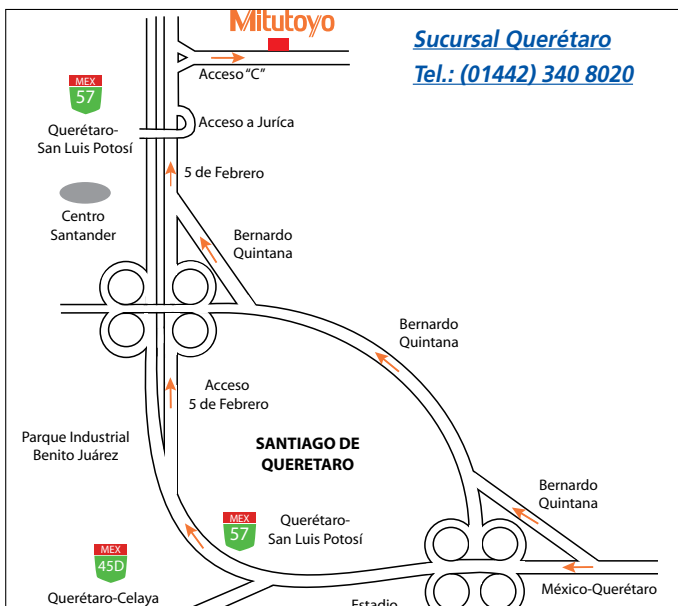 Mitutoyo
Sucursal Querétaro
Tel.: (01442) 340 8020
Acceso “C”
MEX
57
Querétaro-
San Luis Potosí
Acceso a Juríca
5 de Febrero
Centro
Santander
Bernardo
Quintana
Bernardo
Quintana
Acceso
5 de Febrero
Parque Industrial
Benito Juárez
SANTIAGO DE
QUERETARO
Bernardo
Quintana
MEX
57
Querétaro-
San Luis Potosí
MEX
45D
Querétaro-Celaya
México-Querétaro
Estadio